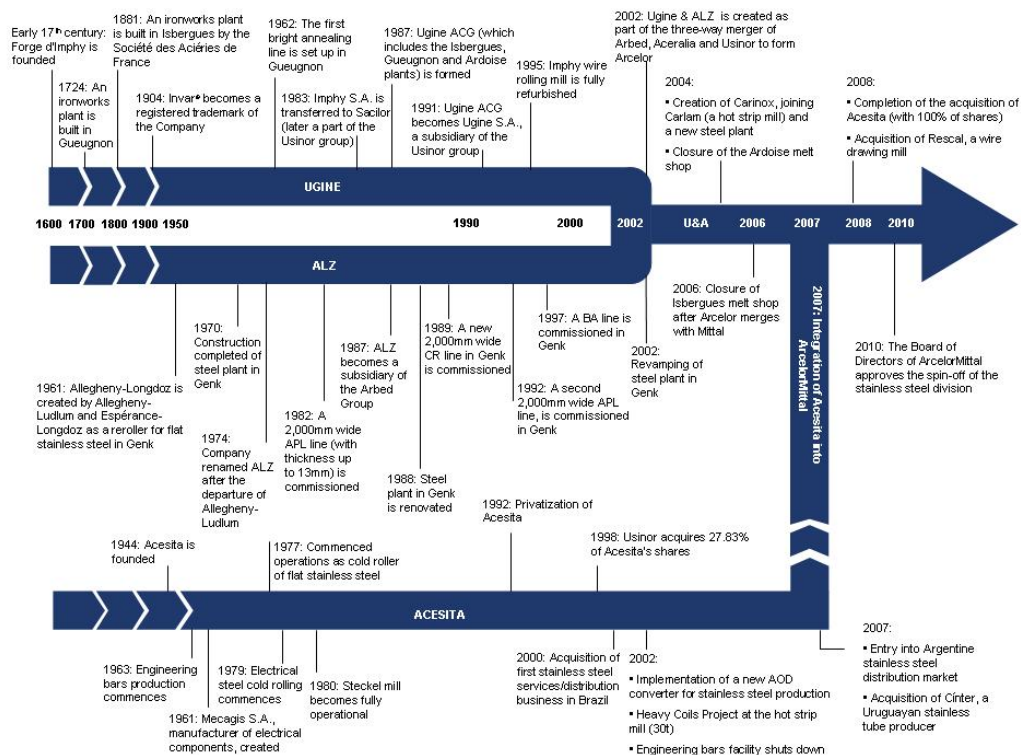 Early 17th century:
Forge d'Imphy is
founded
1724: An
ironworks
plant is
built in
Gueugnon
1881: An ironworks plant
is built in Isbergues by the
Société des Aciéries de
France
1904: Invar® becomes a
registered trademark of
the Company
1962: The first
bright annealing
line is set up in
Gueugnon
1983: Imphy S.A. is
transferred to Sacilor
(later a part of the
Usinor group)
1987: Ugine ACG (which
includes the Isbergues,
Gueugnon and Ardoise
plants) is formed
1991: Ugine ACG
becomes Ugine S.A.,
a subsidiary of the
Usinor group
1995: Imphy wire
rolling mill is fully
refurbished
2002: Ugine & ALZ is created as
part of the three-way merger of
Arbed, Aceralia and Usinor to form
Arcelor
2004:
▪ Creation of Carinox, joining
Carlam (a hot strip mill) and
a new steel plant
▪ Closure of the Ardoise melt
shop
2008:
▪ Completion of the acquisition of
Acesita (with 100% of shares)
▪ Acquisition of Rescal, a wire
drawing mill
UGINE
1600 1700 1800 1900 1950 1990 2000 2002 U&A 2006 2007 2008 2010
ALZ
1961: Allegheny-Longdoz is
created by Allegheny-
Ludlum and Espérance-
Longdoz as a reroller for flat
stainless steel in Genk
1970:
Construction
completed of
steel plant in
Genk
1974:
Company
renamed ALZ
after the
departure of
Allegheny-
Ludlum
1982: A
2,000mm wide
APL line (with
thickness up
to 13mm) is
commissioned
1987: ALZ
becomes a
subsidiary of
the Arbed
Group
1988: Steel
plant in Genk
is renovated
1989: A new
2,000mm wide
CR line in Genk
is commissioned
1992: A second
2,000mm wide APL
line, is commissioned
in Genk
1997: A BA line is
commissioned in
Genk
2002:
Revamping of
steel plant in
Genk
2006: Closure of
Isbergues melt shop
after Arcelor merges
with Mittal
2007: Integration of Acesita into
ArcelorMittal
2010: The Board of
Directors of ArcelorMittal
approves the spin-off of the
stainless steel division
1944: Acesita is
founded
1977: Commenced
operations as cold roller
of flat stainless steel
1992: Privatization of
Acesita
1998: Usinor acquires 27.83%
of Acesita's shares
ACESITA
1963: Engineering
bars production
commences
1961: Mecagis S.A.,
manufacturer of electrical
components, created
1979: Electrical
steel cold rolling
commences
1980: Steckel mill
becomes fully
operational
2000: Acquisition of
first stainless steel
services/distribution
business in Brazil
2002:
▪ Implementation of a new AOD
converter for stainless steel production
▪ Heavy Coils Project at the hot strip
mill (30t)
▪ Engineering bars facility shuts down
2007:
▪ Entry into Argentine
stainless steel
distribution market
▪ Acquisition of Cínter, a
Uruguayan stainless
tube producer